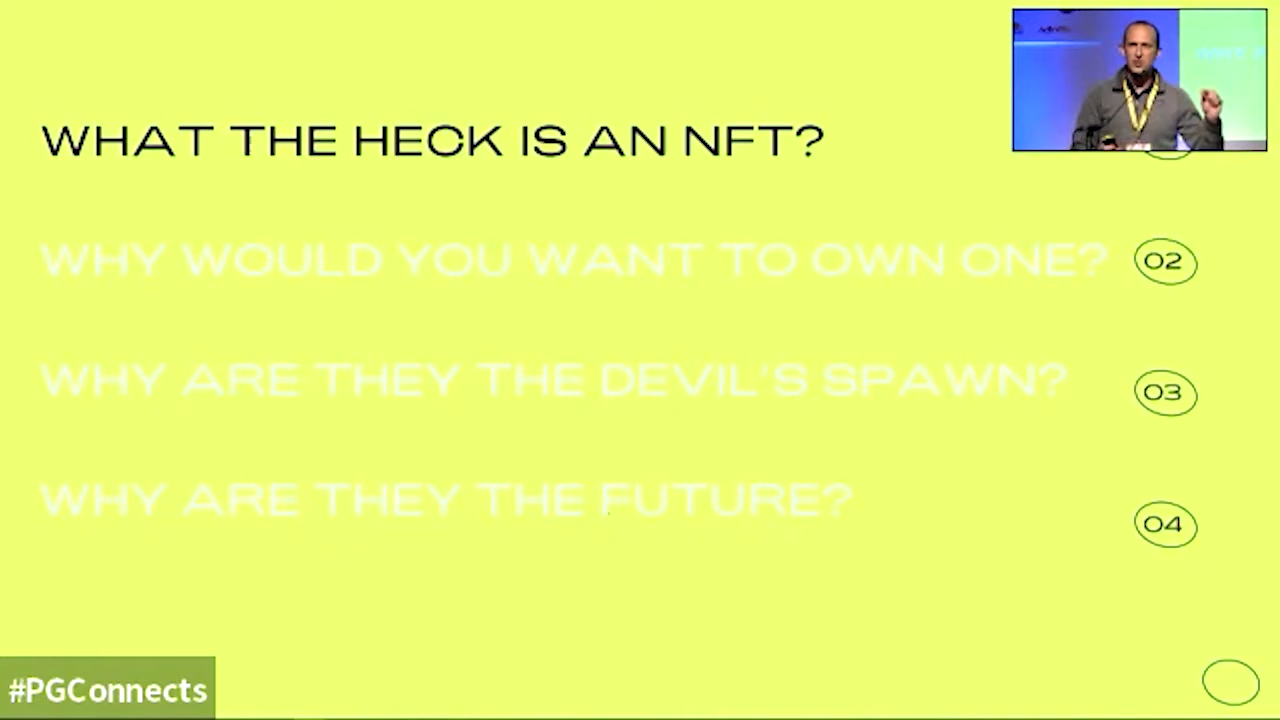 WHAT THE HECK IS AN NFT?
WHY WOULD YOU WANT TO OWN ONE?
02
WHY ARE THEY THE DEVIL'S SPAWN?
03
WHY ARE THEY THE FUTURE?
04
#PGConnects